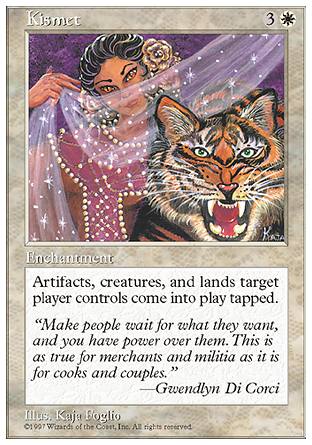 Kismet 3
KAJA
Enchantment
Artifacts, creatures, and lands target
player controls come into play tapped.
“Make people wait for what they want,
and you have power over them. This is
as true for merchants and militia as it is
for cooks and couples.”
—Gwendlyn Di Corci
Illus. Kaja Foglio
©1997 Wizards of the Coast, Inc. All rights reserved.